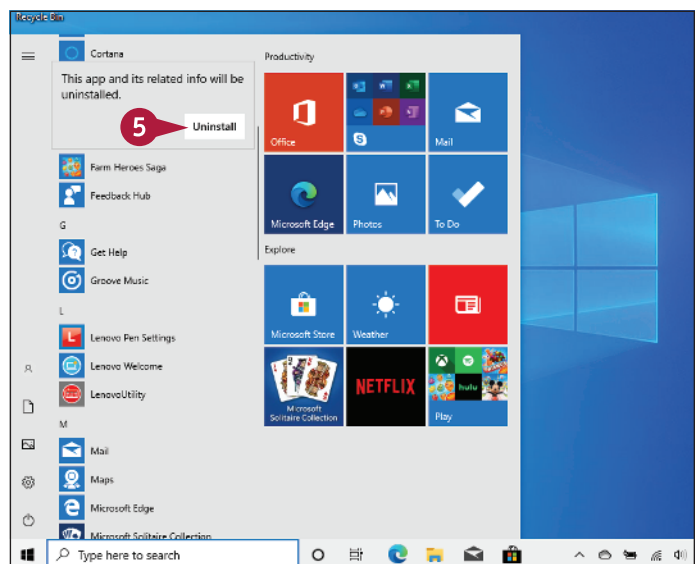 Recycle Bin
Cortana
This app and its related info will be
uninstalled.
5
Uninstall
Farm Heroes Saga
Feedback Hub
G
Get Help
Groove Music
L
Lenovo Pen Settings
Lenovo Welcome
LenovoUtility
M
Mail
Maps
Microsoft Edge
Microsoft Solitaire Collection
Productivity
Office
Mail
Microsoft Edge
Photos
To Do
Explore
Microsoft Store
Weather
Microsoft
Solitaire Collection
NETFLIX
hulu
Play
Type here to search